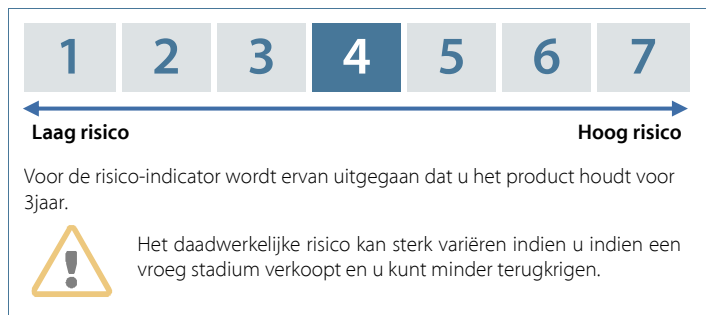 1 2 3 4 5 6 7
Laag risico Hoog risico
Voor de risico-indicator wordt ervan uitgegaan dat u het product houdt voor
3jaar.
Het daadwerkelijke risico kan sterk variëren indien u indien een
vroeg stadium verkoopt en u kunt minder terugkrigen.